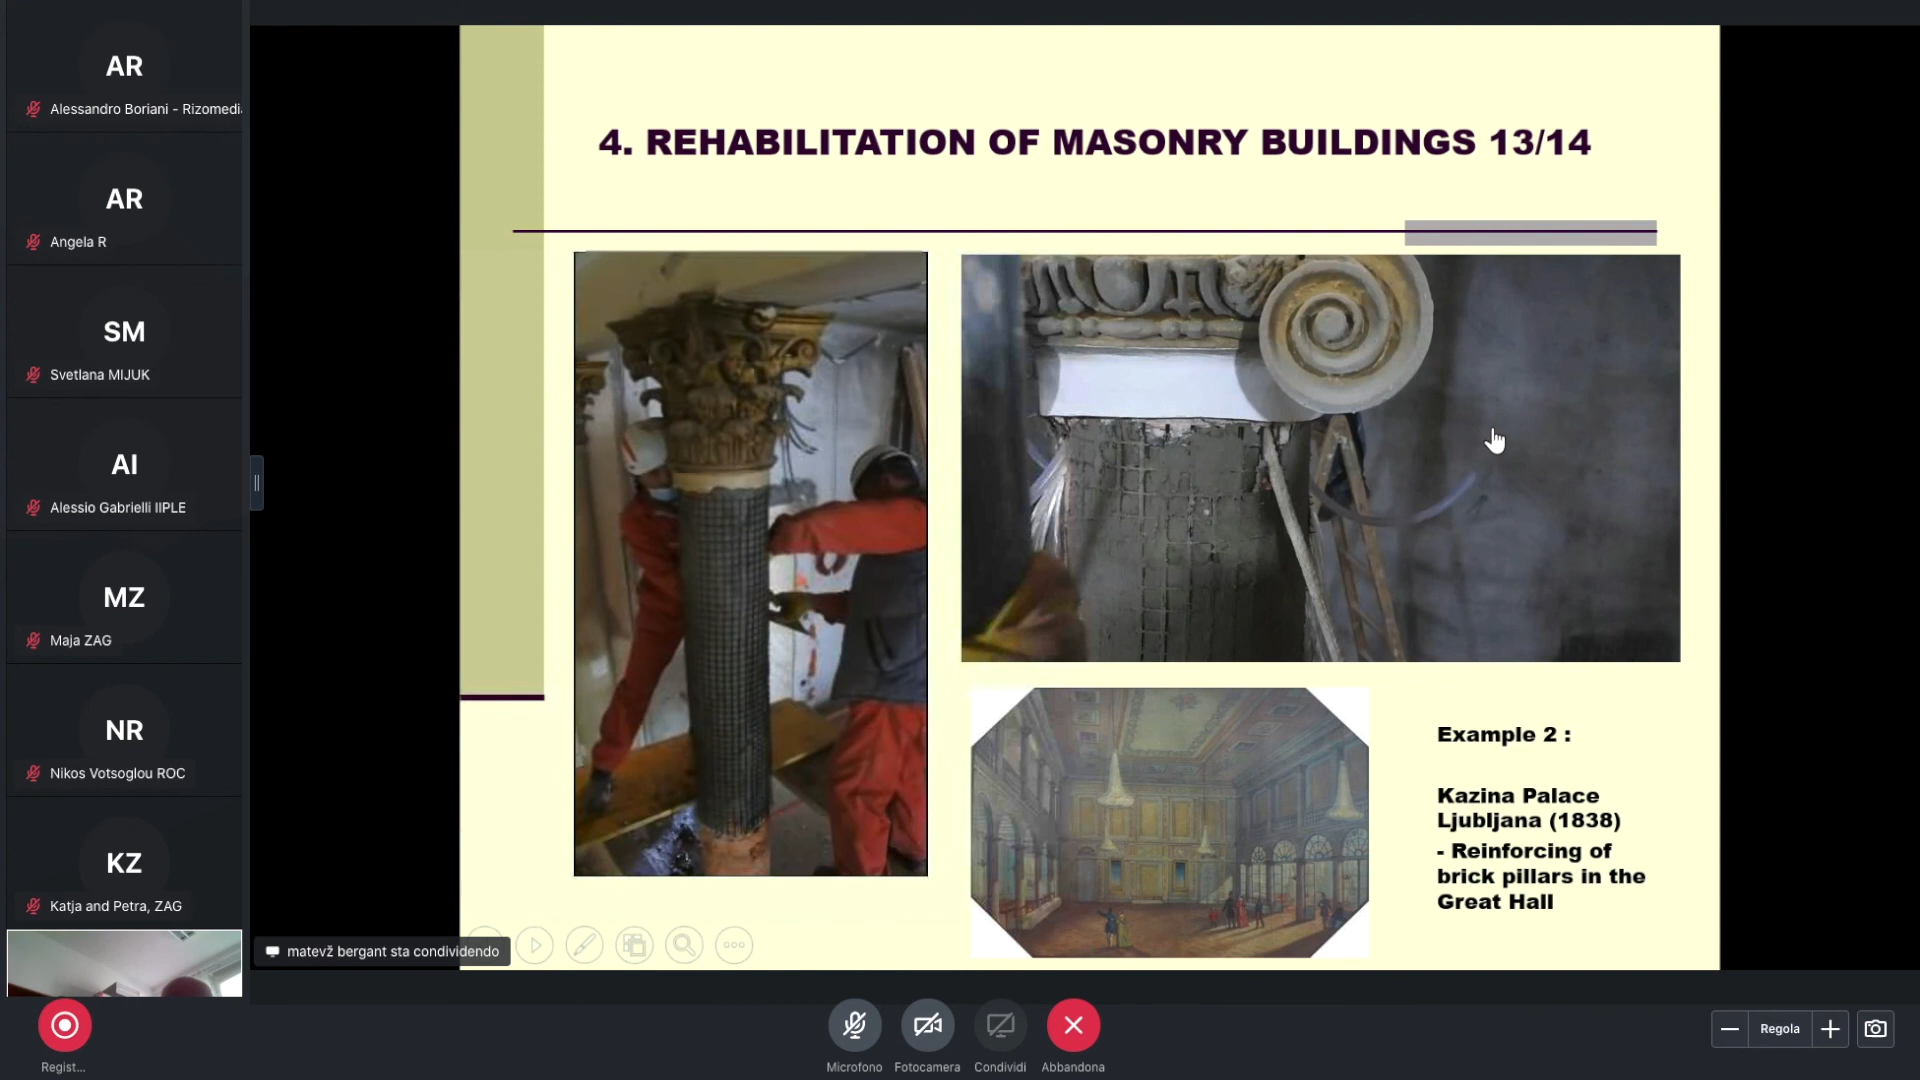 AR
Alessandro Boriani - Rizomedia
AR
Angela R
SM
Svetlana MIJUK
AI
Alessio Gabrielli IIPLE
MZ
Maja ZAG
NR
Nikos Votsoglou ROC
KZ
Katja and Petra, ZAG
4. REHABILITATION OF MASONRY BUILDINGS 13/14
Example 2 :
Kazina Palace
Ljubljana (1838)
- Reinforcing of
brick pillars in the
Great Hall
matevž bergant sta condividendo
Regist...
Microfono
Fotocamera
Condividi
Abbandona
Regola